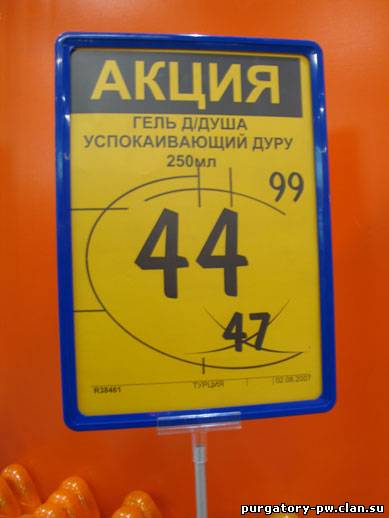 АКЦИЯ
ГЕЛЬ Д/ДУША
УСПОКАИВАЮЩИЙ ДУРУ
250мл
44 99
47
R38461 ТУРЦИЯ 02.08.2007
purgatory-pw.clan.su